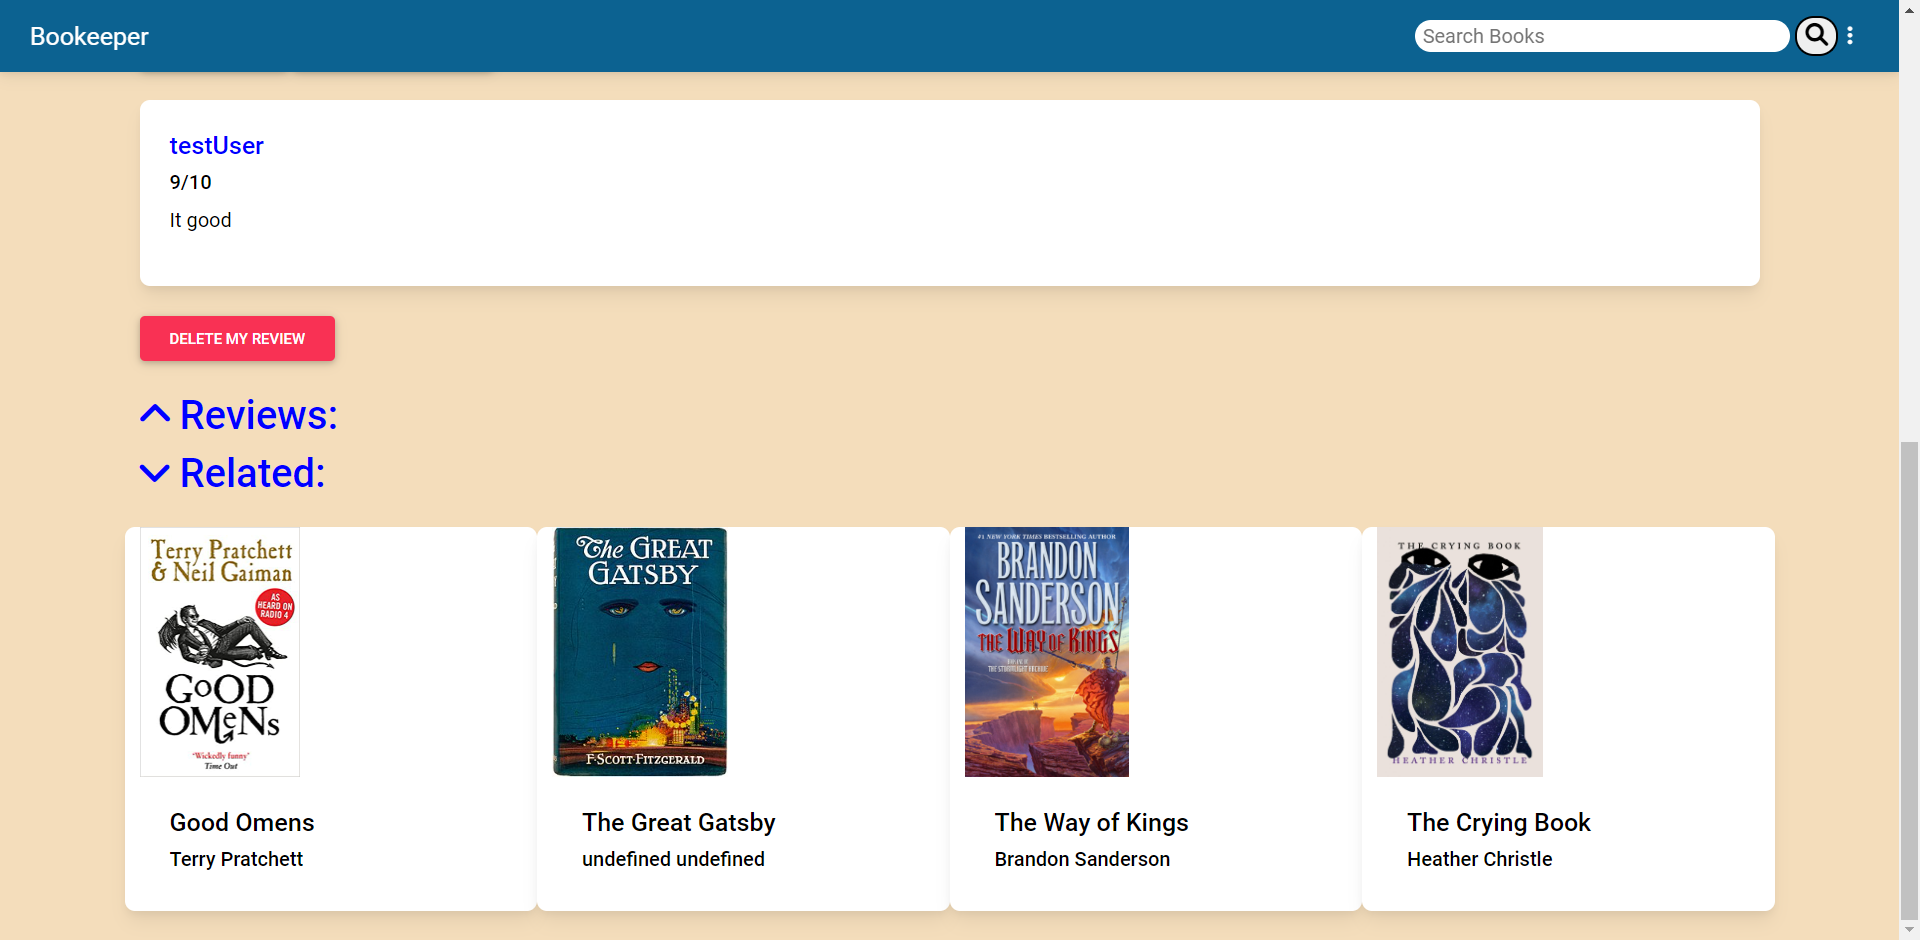 Bookeeper
Search Books
testUser
9/10
It good
DELETE MY REVIEW
Reviews:
Related:
Terry Pratchett
& Neil Gaiman
AS
HEARD ON
RADIO 4
GOOD
OMENS
"Wickedly funny"
Time Out
Good Omens
Terry Pratchett
The GREAT
GATSBY
F·SCOTT·FITZGERALD
The Great Gatsby
undefined undefined
#1 NEW YORK TIMES BESTSELLING AUTHOR
BRANDON
SANDERSON
THE WAY OF KINGS
THE STORMLIGHT ARCHIVE
The Way of Kings
Brandon Sanderson
THE CRYING BOOK
HEATHER CHRISTLE
The Crying Book
Heather Christle